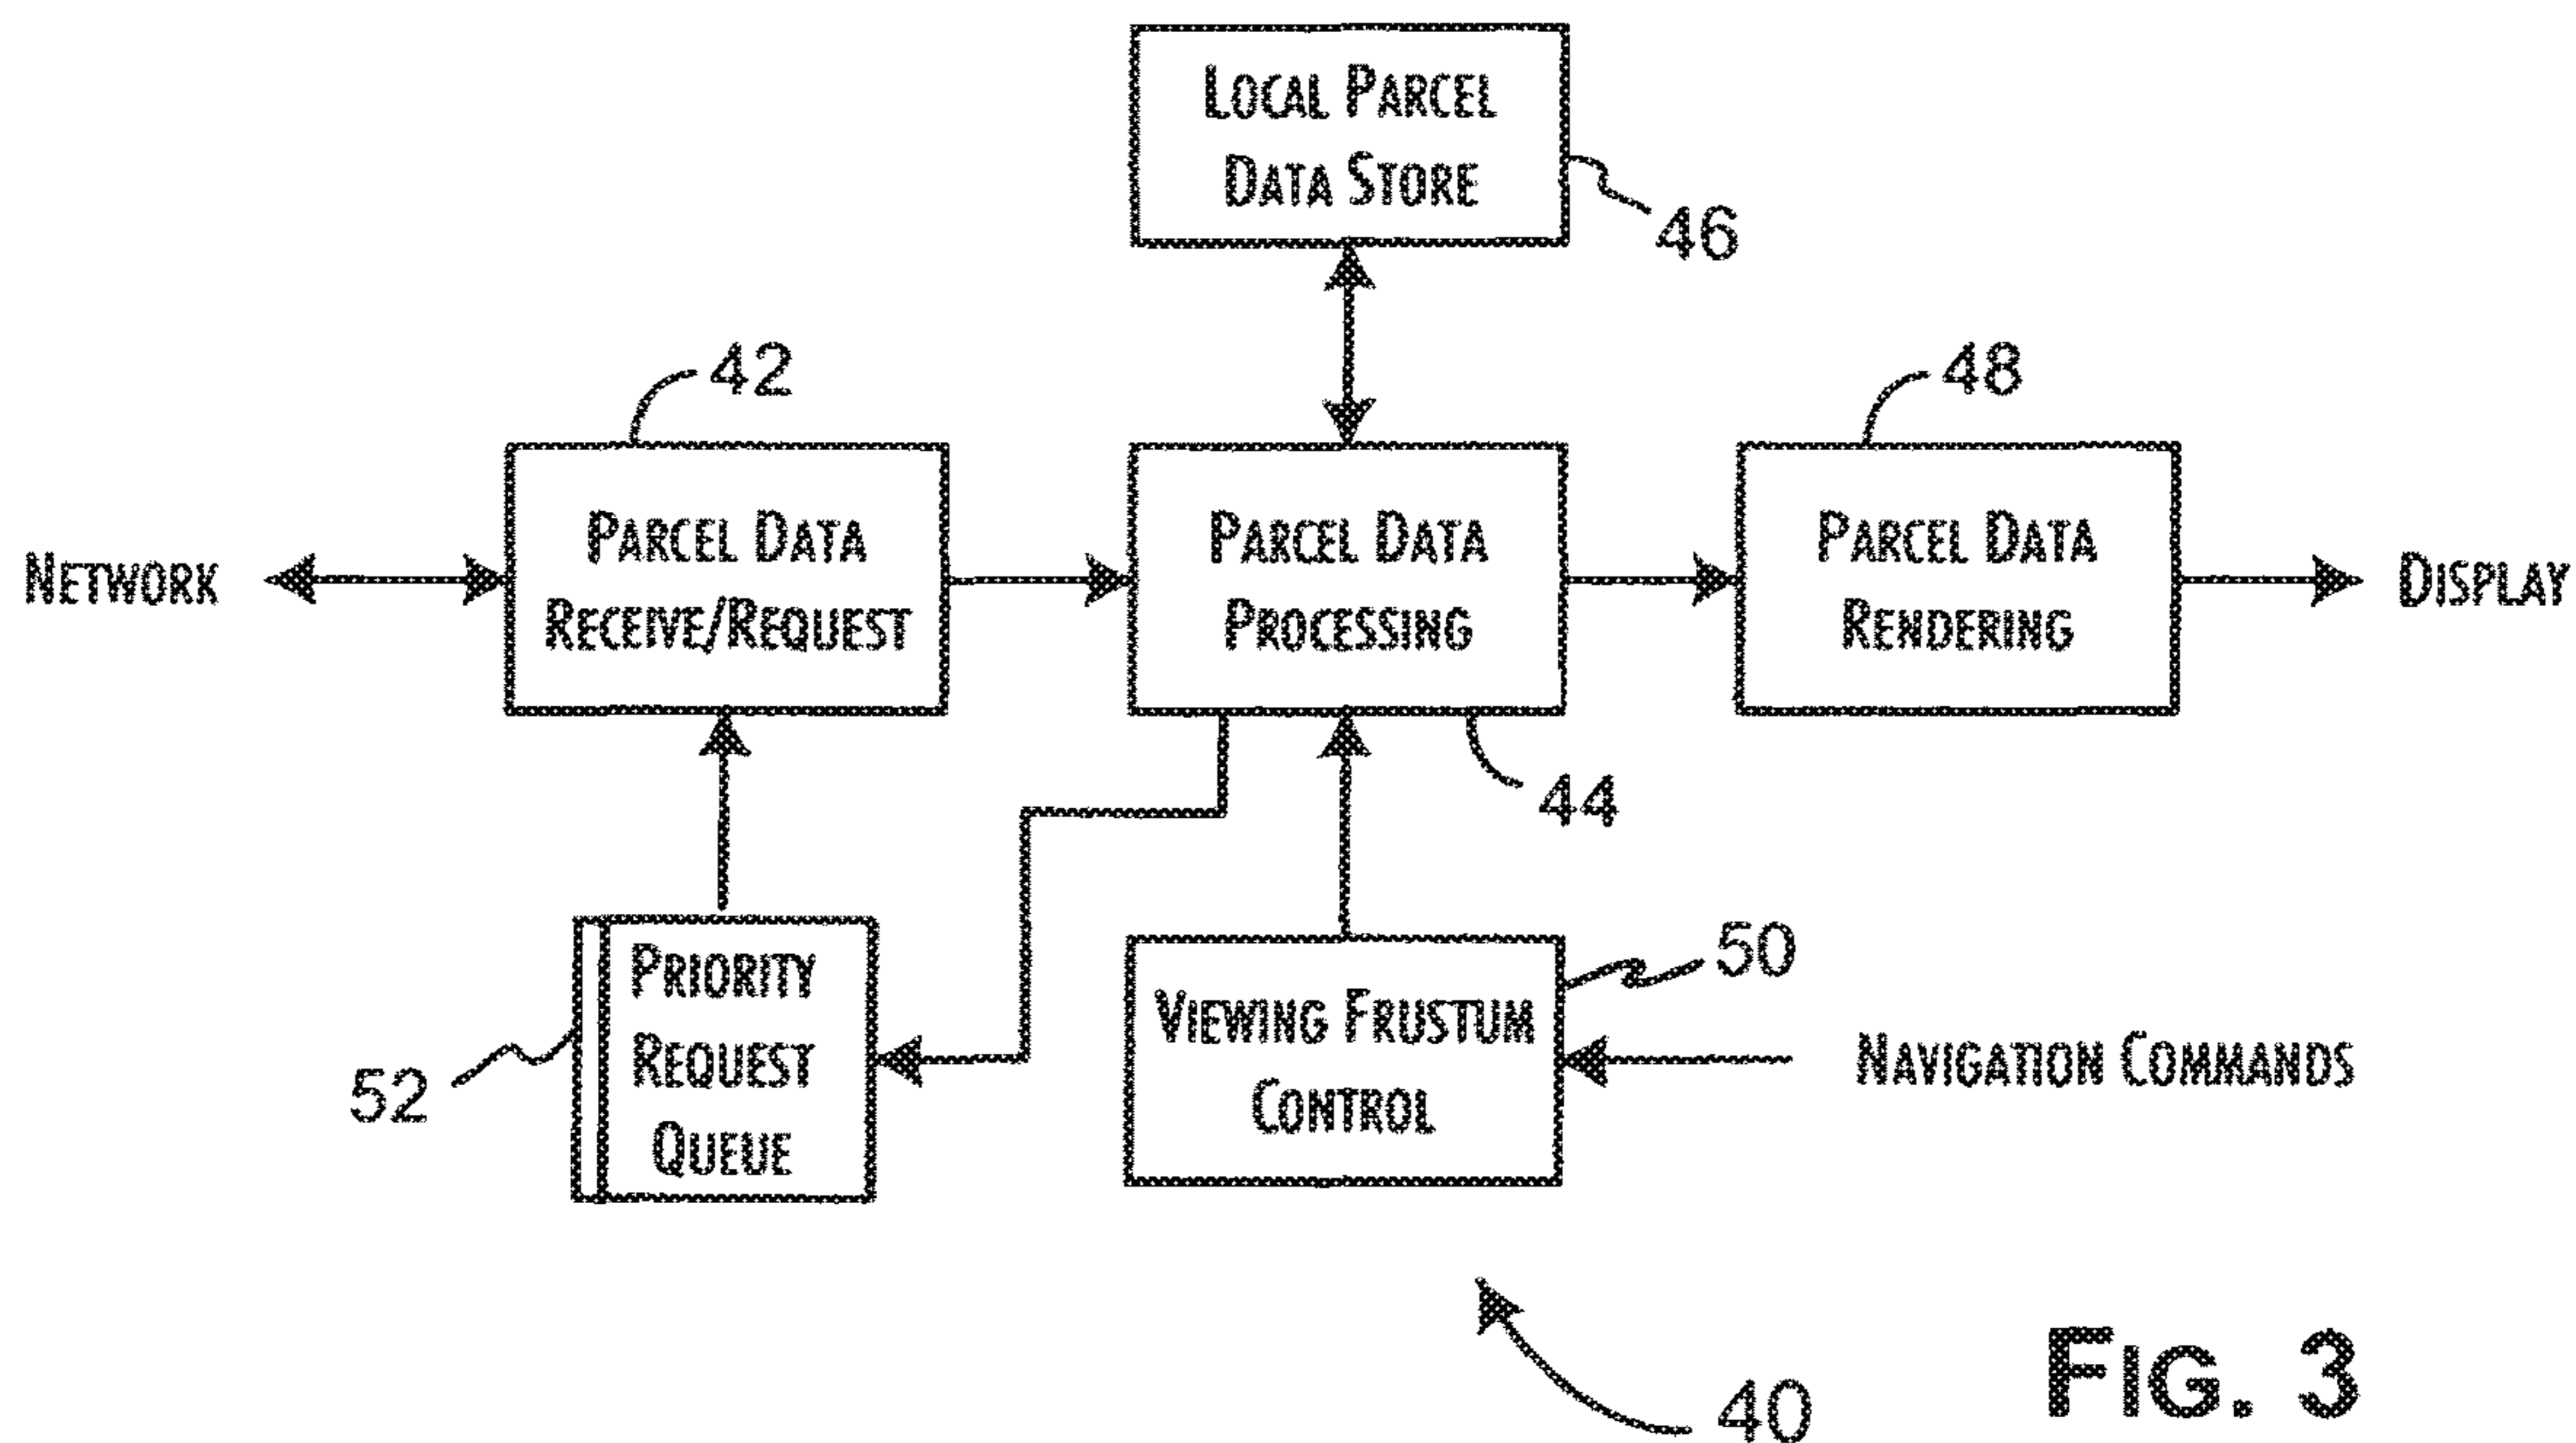 LOCAL PARCEL
DATA STORE
46
42
48
NETWORK
PARCEL DATA
RECEIVE/REQUEST
PARCEL DATA
PROCESSING
PARCEL DATA
RENDERING
DISPLAY
44
52
PRIORITY
REQUEST
QUEUE
VIEWING FRUSTUM
CONTROL
50
NAVIGATION COMMANDS
40
FIG. 3